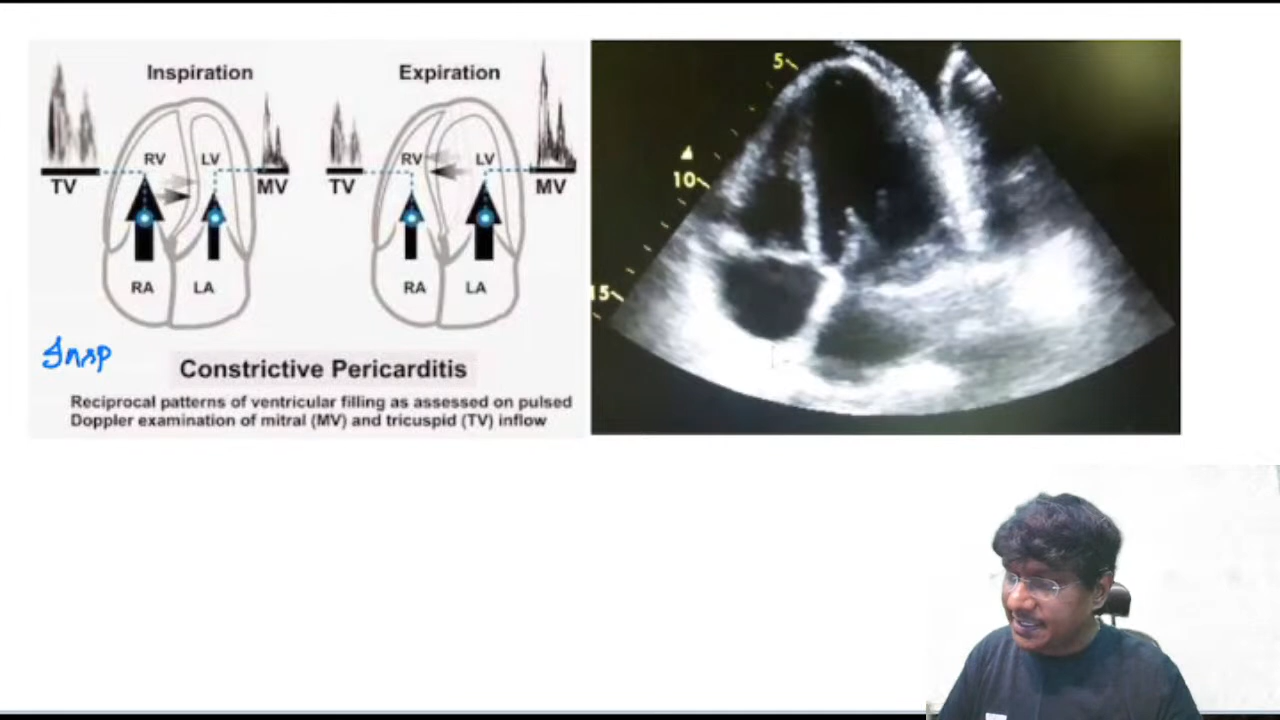 Inspiration
Expiration
RV
LV
TV
MV
RA
LA
RV
LV
TV
MV
RA
LA
Insp
Constrictive Pericarditis
Reciprocal patterns of ventricular filling as assessed on pulsed
Doppler examination of mitral (MV) and tricuspid (TV) inflow
5
10
15